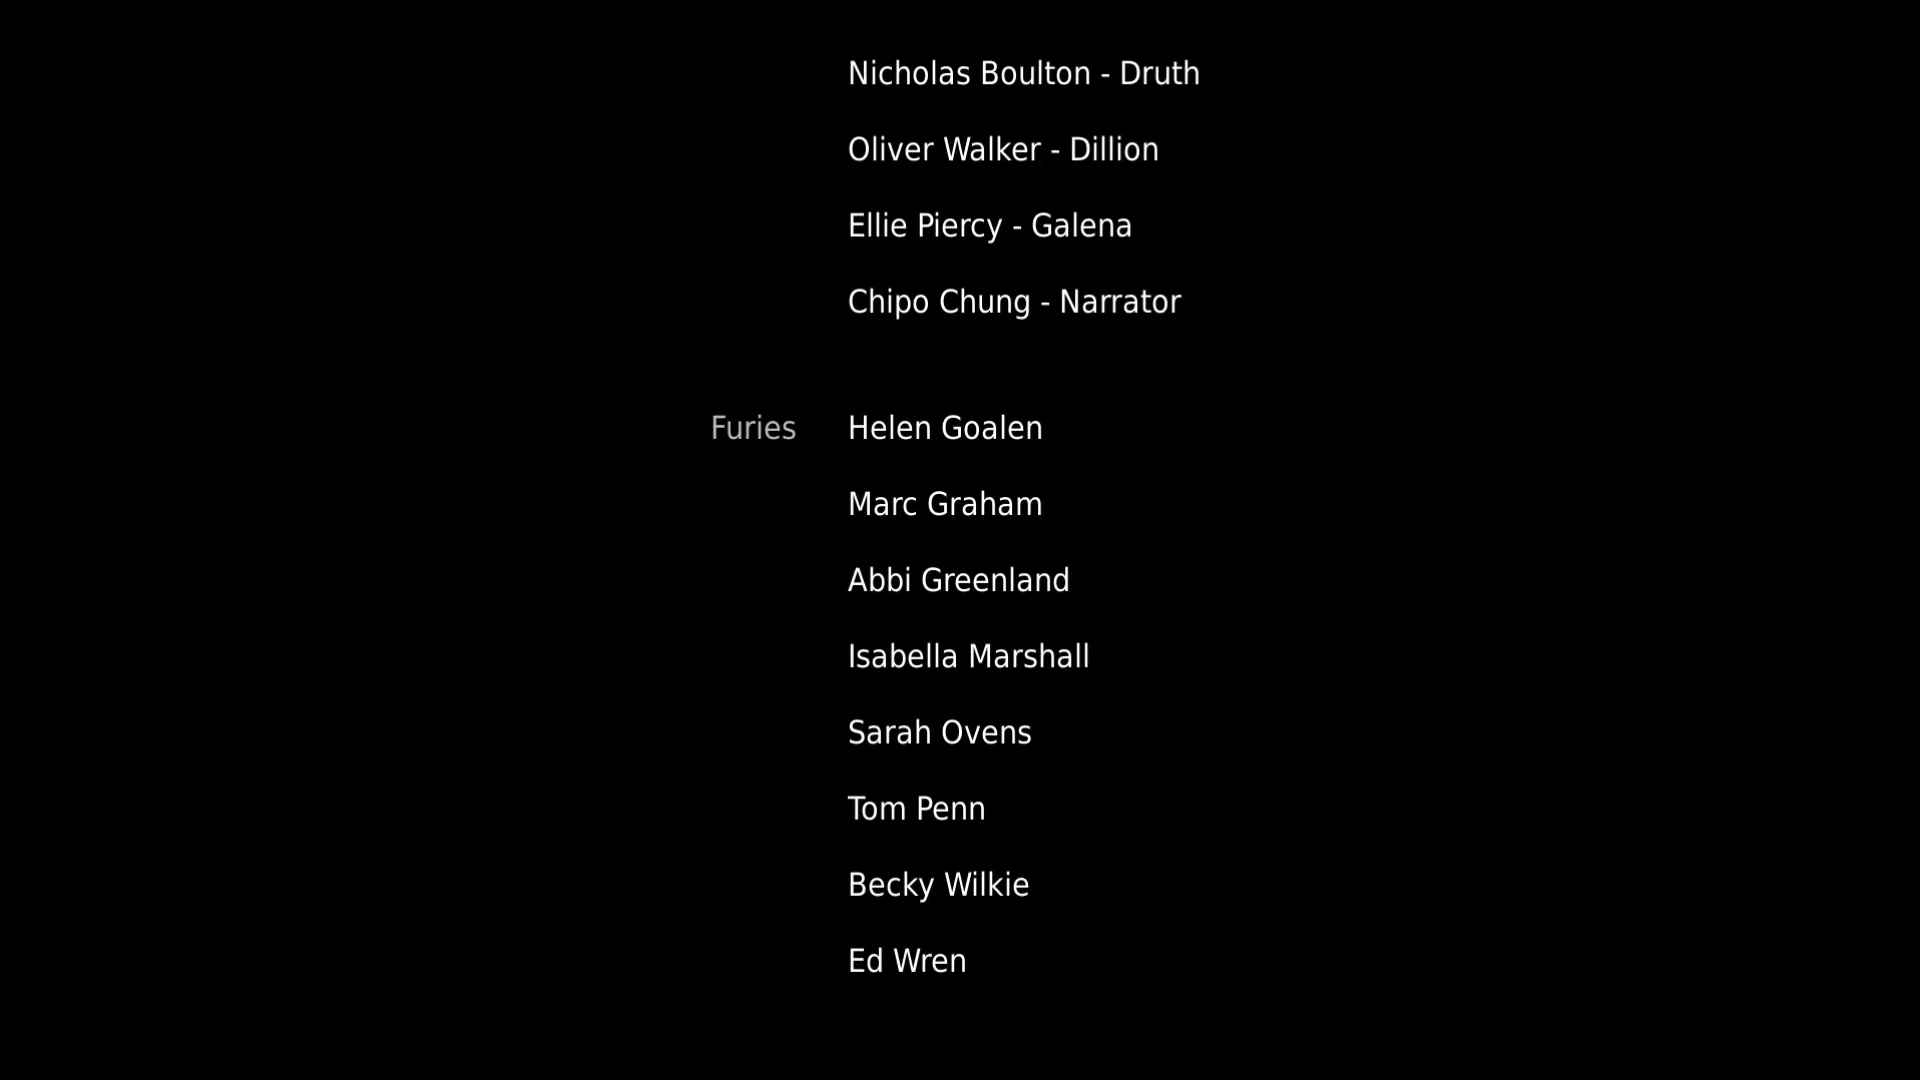 Nicholas Boulton - Druth
Oliver Walker - Dillion
Ellie Piercy - Galena
Chipo Chung - Narrator
Furies Helen Goalen
Marc Graham
Abbi Greenland
Isabella Marshall
Sarah Ovens
Tom Penn
Becky Wilkie
Ed Wren